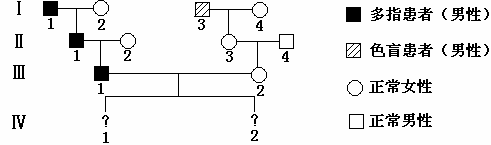 Ⅰ 1 2 3 4 多指患者（男性）
Ⅱ 1 2 3 4 色盲患者（男性）
Ⅲ 1 2 正常女性
Ⅳ ? ? 正常男性
1 2